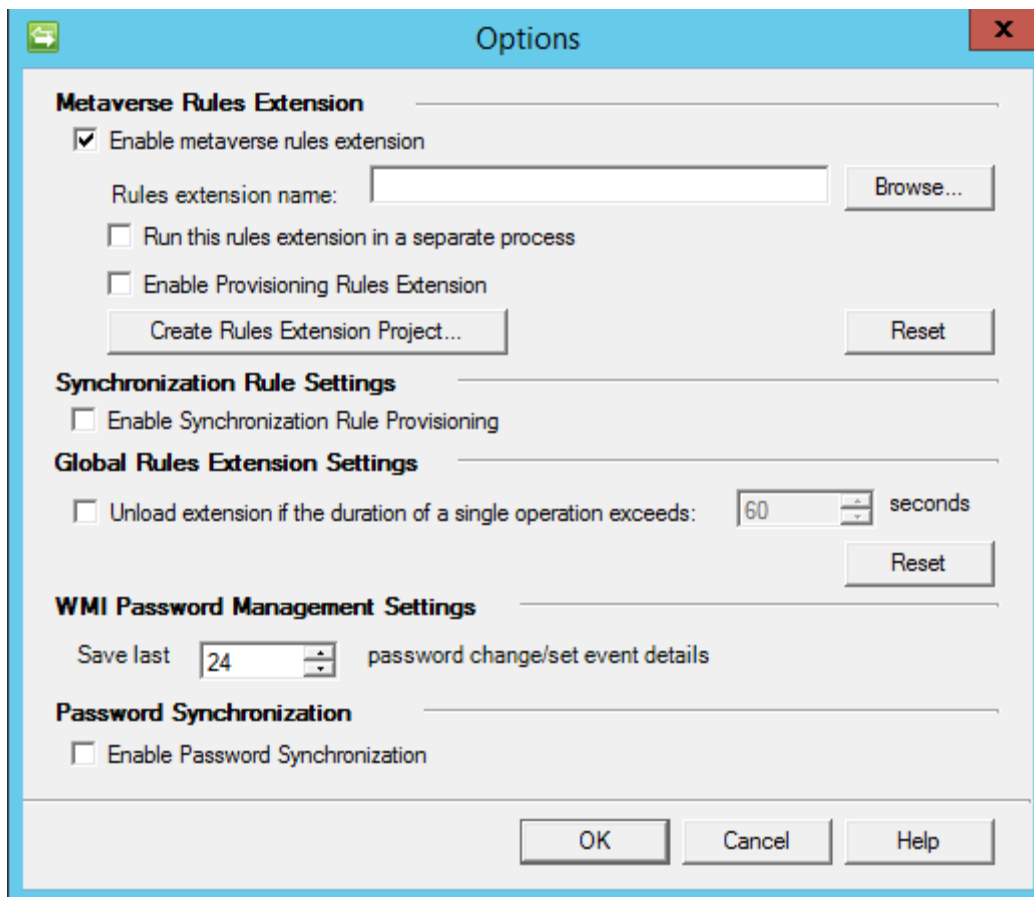 Options
x
Metaverse Rules Extension
Enable metaverse rules extension
Rules extension name:
Browse...
Run this rules extension in a separate process
Enable Provisioning Rules Extension
Create Rules Extension Project...
Reset
Synchronization Rule Settings
Enable Synchronization Rule Provisioning
Global Rules Extension Settings
Unload extension if the duration of a single operation exceeds: 60 seconds
Reset
WMI Password Management Settings
Save last 24 password change/set event details
Password Synchronization
Enable Password Synchronization
OK Cancel Help